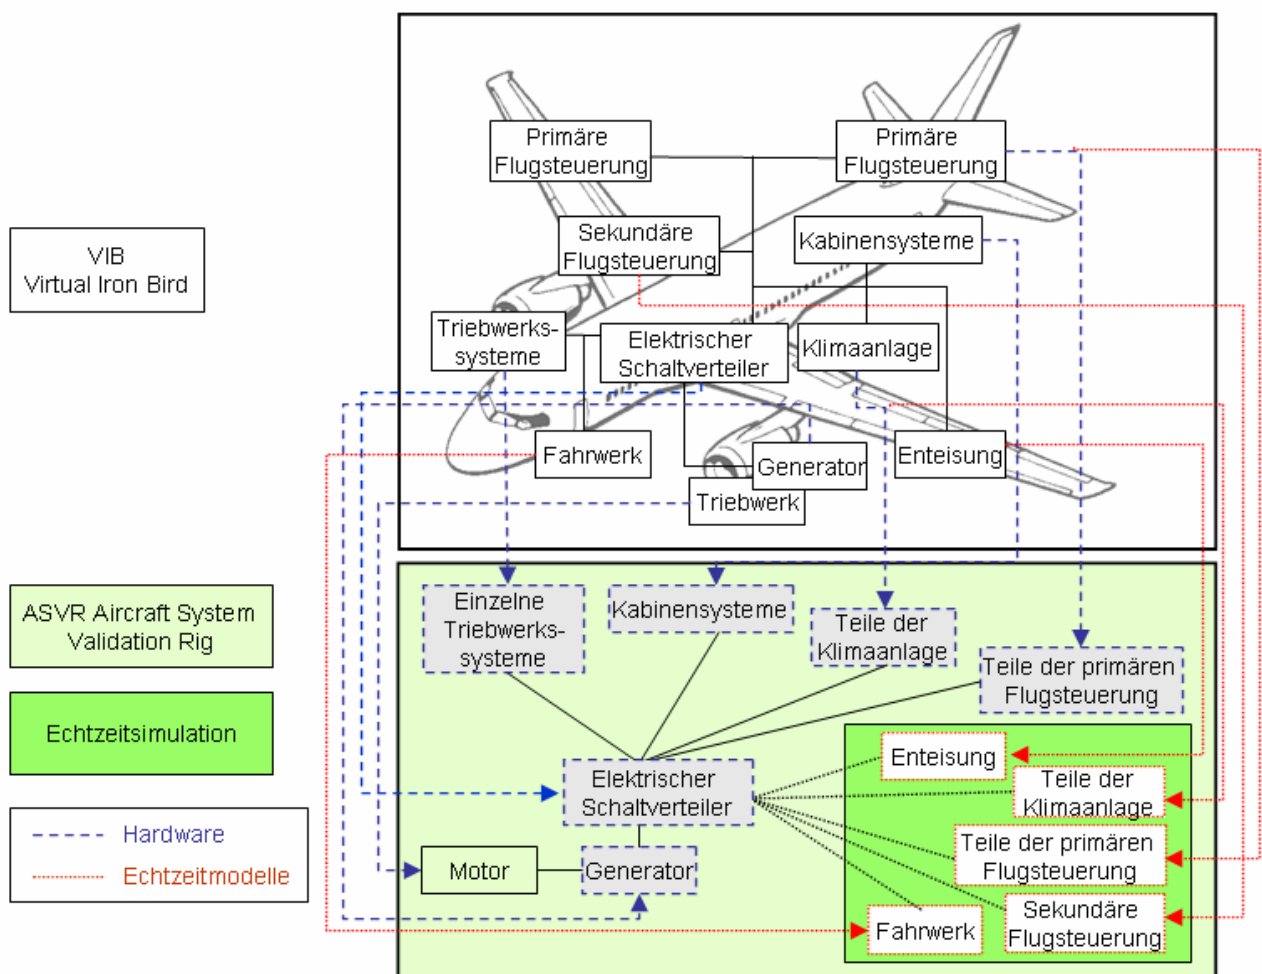 Primäre
Flugsteuerung
Primäre
Flugsteuerung
Sekundäre
Flugsteuerung
Kabinensysteme
VIB
Virtual Iron Bird
Triebwerks-
systeme
Elektrischer
Schaltverteiler
Klimaanlage
Fahrwerk
Generator
Enteisung
Triebwerk
ASVR Aircraft System
Validation Rig
Einzelne
Triebwerks-
systeme
Kabinensysteme
Teile der
Klimaanlage
Teile der primären
Flugsteuerung
Echtzeitsimulation
Elektrischer
Schaltverteiler
Enteisung
Teile der
Klimaanlage
Hardware
Echtzeitmodelle
Motor
Generator
Teile der primären
Flugsteuerung
Fahrwerk
Sekundäre
Flugsteuerung